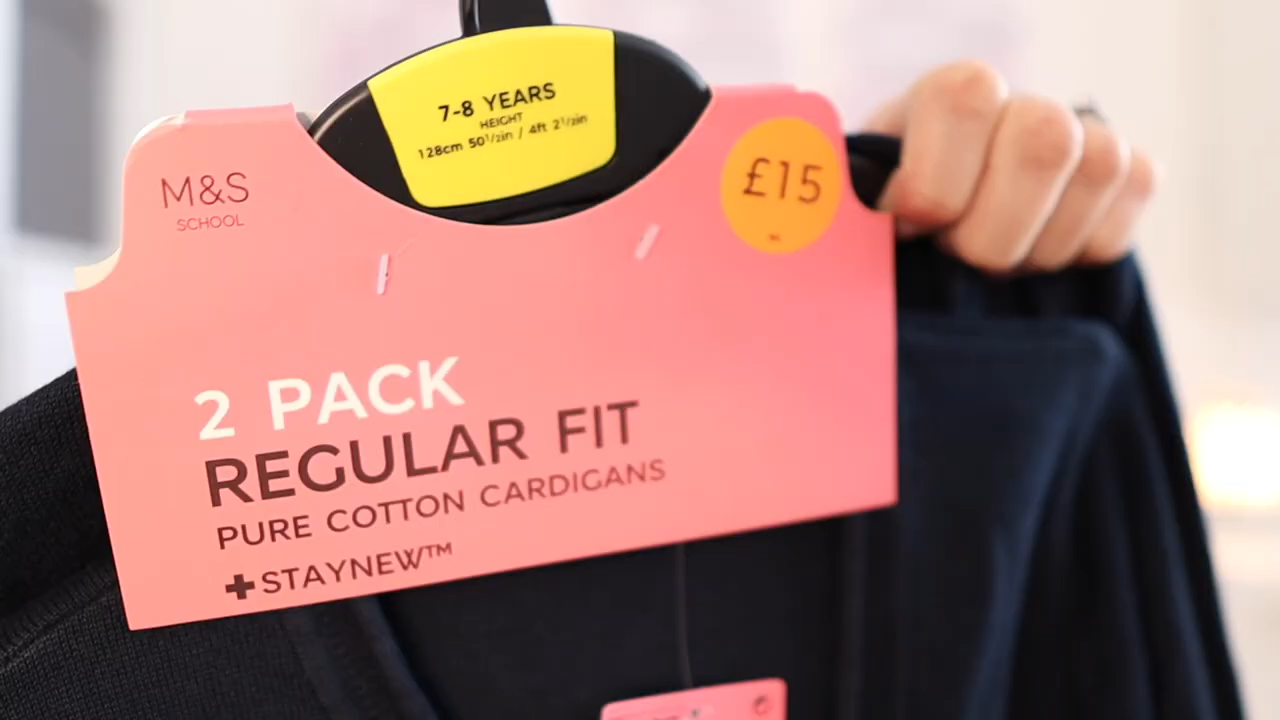 7-8 YEARS
HEIGHT
128cm 50½in / 4ft 2½in
M&S
SCHOOL
£15
2 PACK
REGULAR FIT
PURE COTTON CARDIGANS
+STAYNEW™